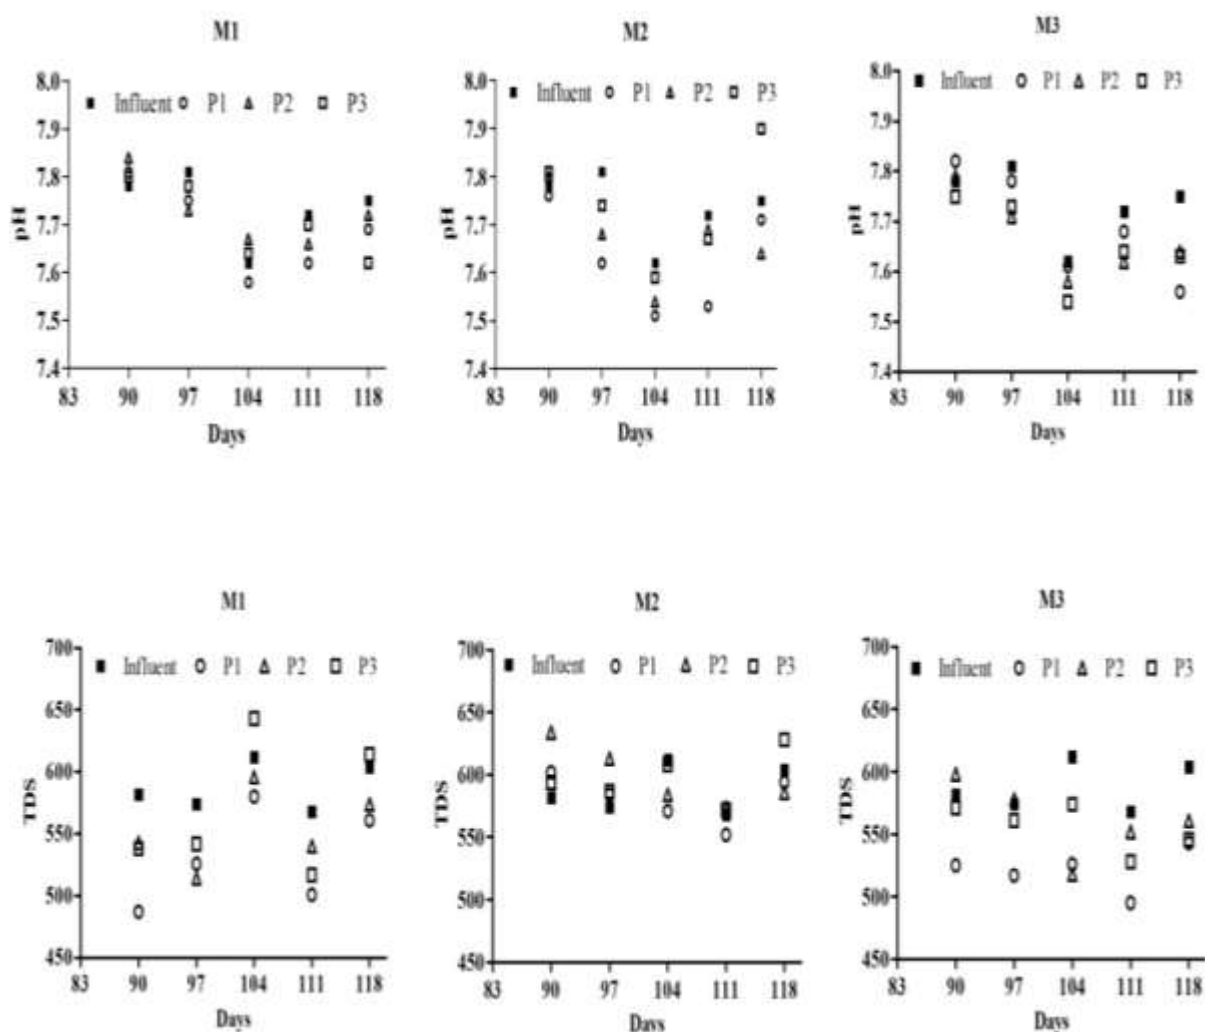 M1
8.0
Influent P1 P2 P3
7.9
7.8
7.7
pH
7.6
7.5
7.4
83 90 97 104 111 118
Days
M2
8.0
Influent P1 P2 P3
7.9
7.8
7.7
pH
7.6
7.5
7.4
83 90 97 104 111 118
Days
M3
8.0
Influent P1 P2 P3
7.9
7.8
7.7
pH
7.6
7.5
7.4
83 90 97 104 111 118
Days
M1
700
Influent P1 P2 P3
650
600
TDS
550
500
450
83 90 97 104 111 118
Days
M2
700
Influent P1 P2 P3
650
600
TDS
550
500
450
83 90 97 104 111 118
Days
M3
700
Influent P1 P2 P3
650
600
TDS
550
500
450
83 90 97 104 111 118
Days